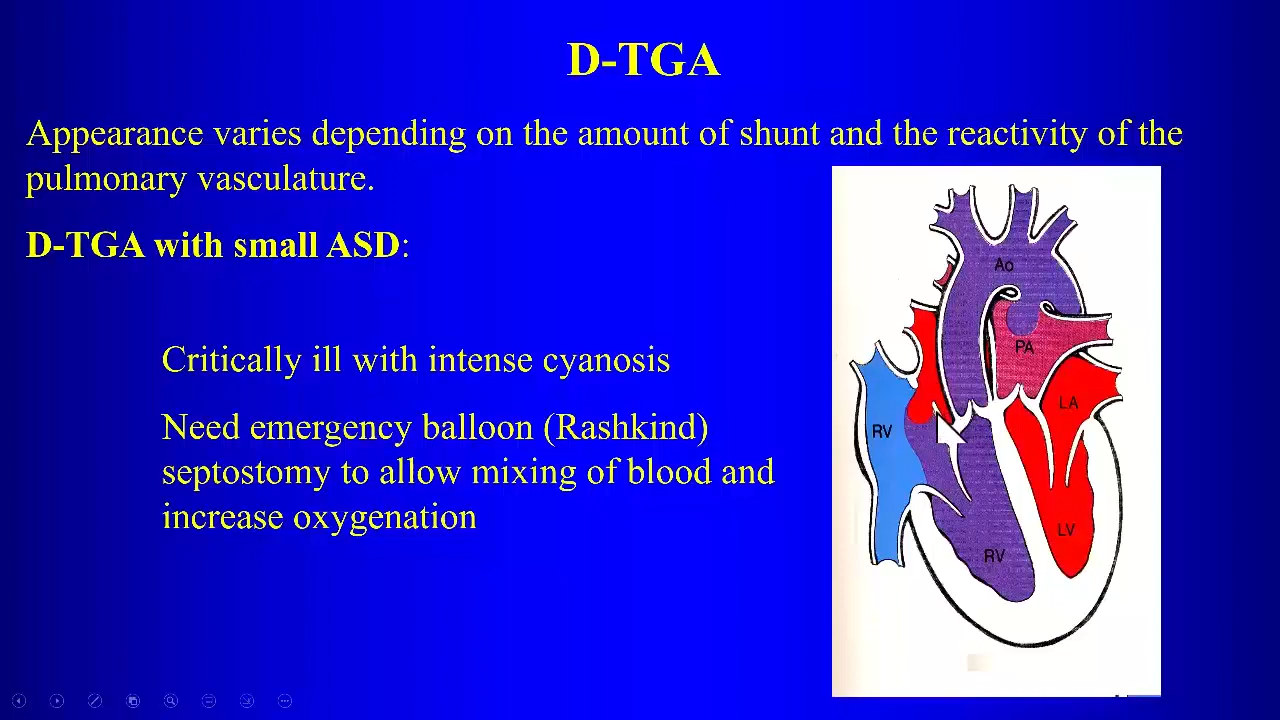 D-TGA
Appearance varies depending on the amount of shunt and the reactivity of the
pulmonary vasculature.
D-TGA with small ASD:
Critically ill with intense cyanosis
Need emergency balloon (Rashkind)
septostomy to allow mixing of blood and
increase oxygenation
Ao
PA
LA
RV
LV
RV